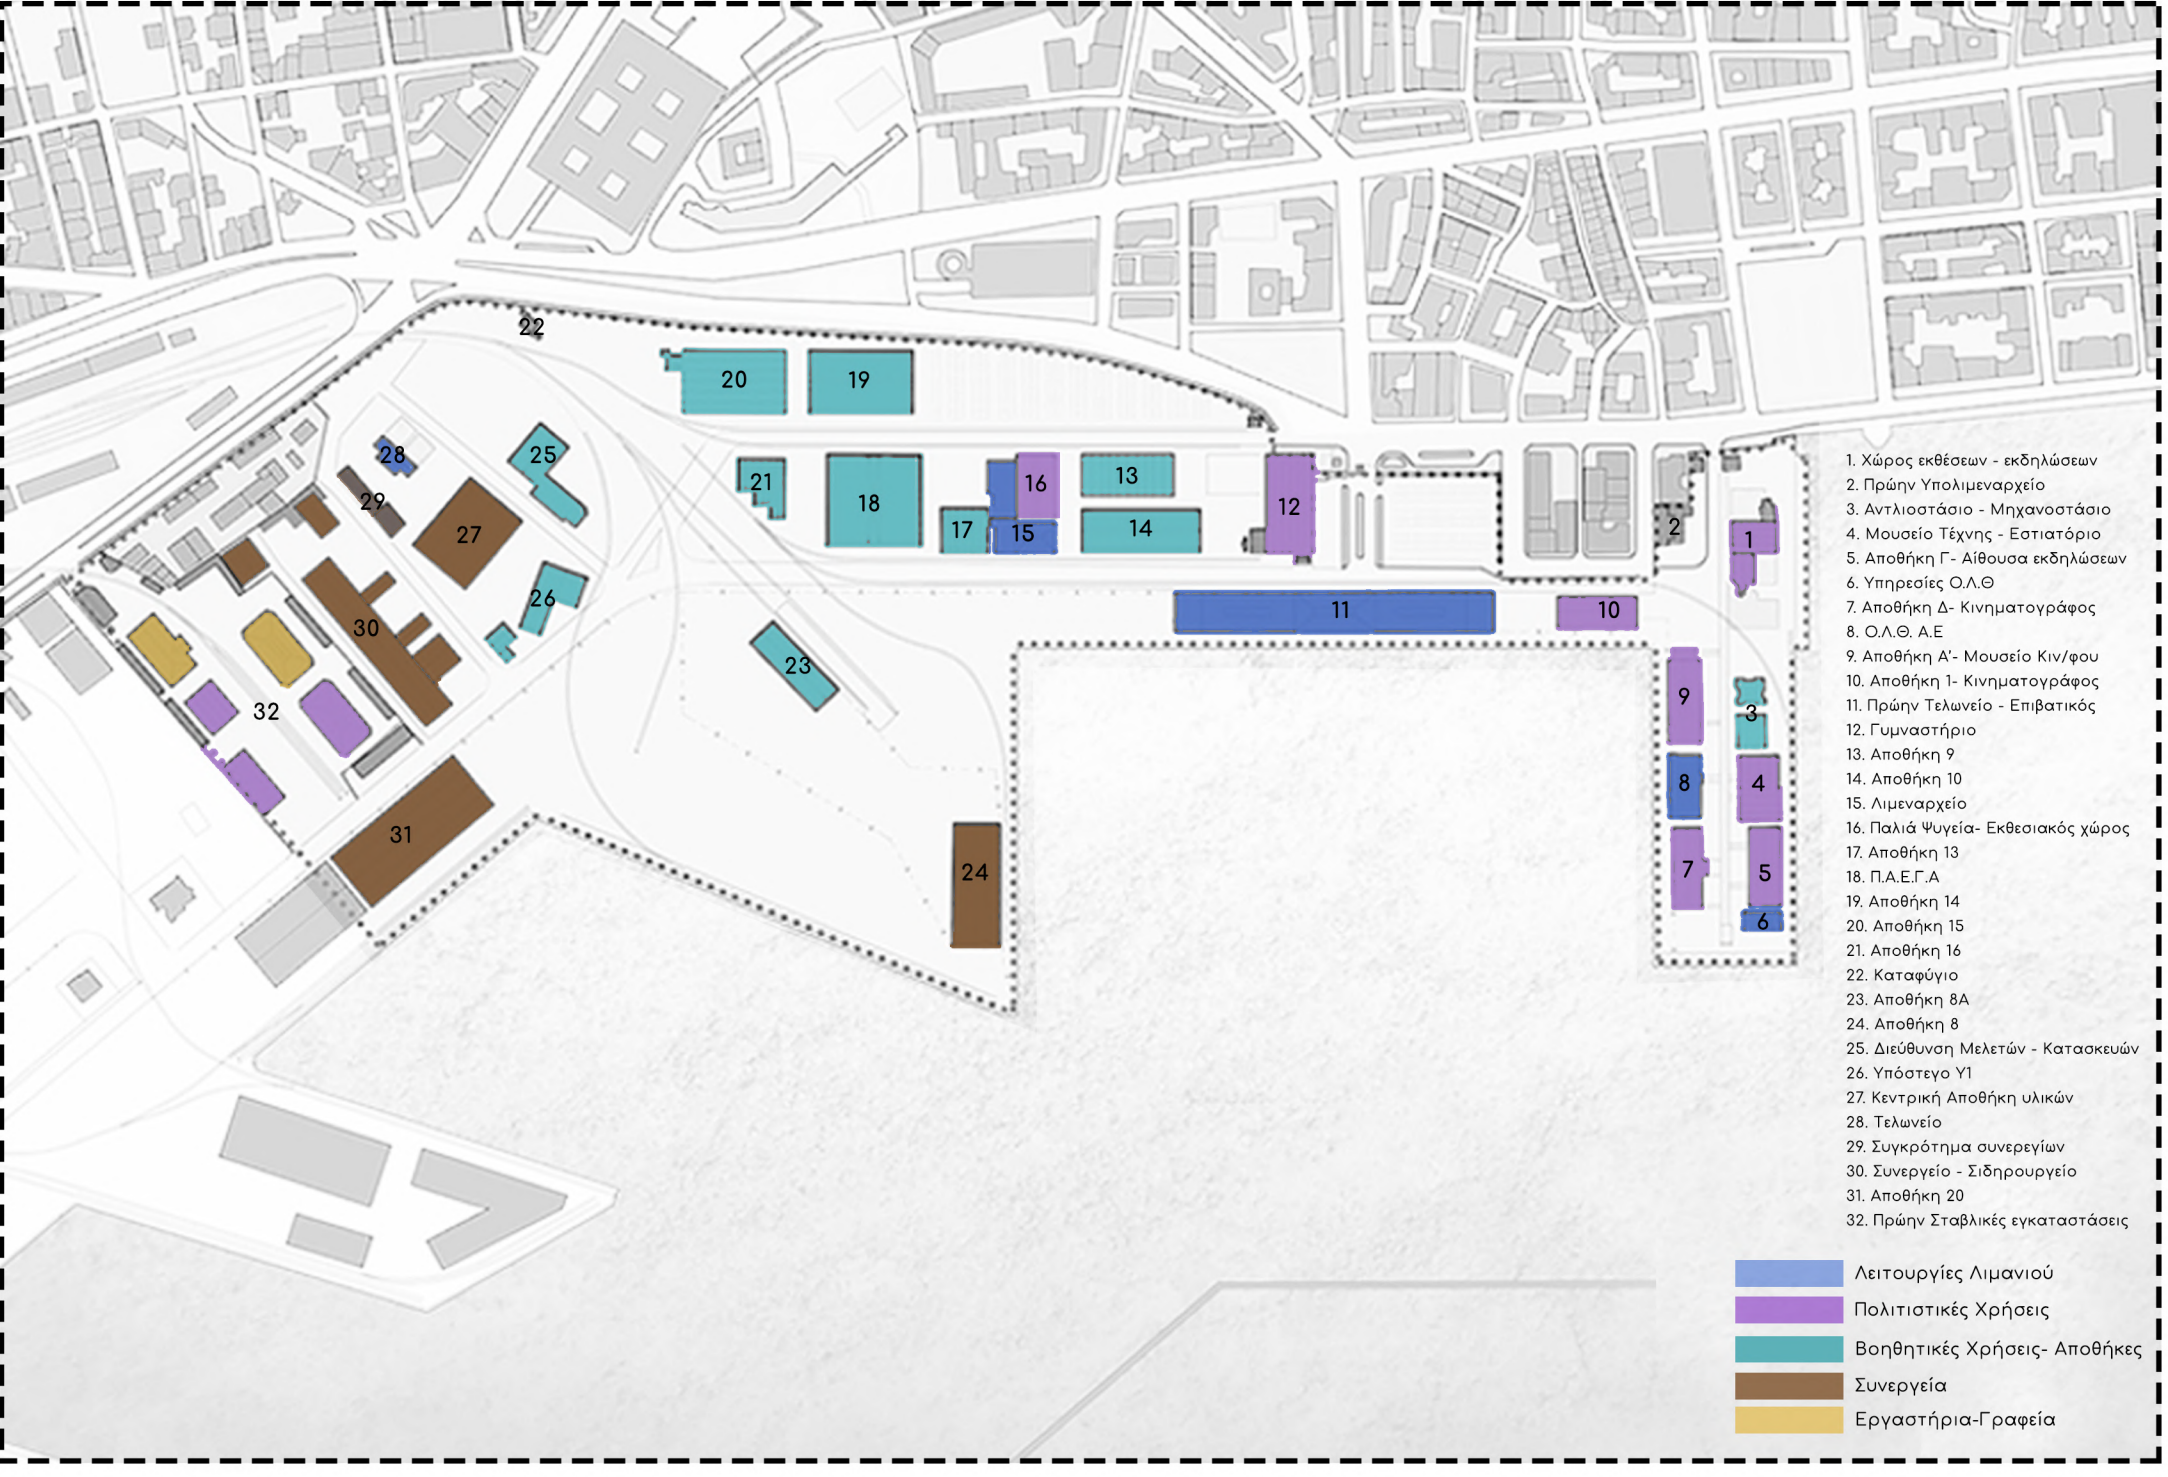 22
20
19
28
25
29
27
21
18
16
13
17
15
14
12
2
1
26
30
11
10
23
32
9
3
31
8
4
24
7
5
6
1. Χώρος εκθέσεων - εκδηλώσεων
2. Πρώην Υπολιμεναρχείο
3. Αντλιοστάσιο - Μηχανοστάσιο
4. Μουσείο Τέχνης - Εστιατόριο
5. Αποθήκη Γ- Αίθουσα εκδηλώσεων
6. Υπηρεσίες Ο.Λ.Θ
7. Αποθήκη Δ- Κινηματογράφος
8. Ο.Λ.Θ. Α.Ε
9. Αποθήκη Α'- Μουσείο Κιν/φου
10. Αποθήκη 1- Κινηματογράφος
11. Πρώην Τελωνείο - Επιβατικός
12. Γυμναστήριο
13. Αποθήκη 9
14. Αποθήκη 10
15. Λιμεναρχείο
16. Παλιά Ψυγεία- Εκθεσιακός χώρος
17. Αποθήκη 13
18. Π.Α.Ε.Γ.Α
19. Αποθήκη 14
20. Αποθήκη 15
21. Αποθήκη 16
22. Καταφύγιο
23. Αποθήκη 8Α
24. Αποθήκη 8
25. Διεύθυνση Μελετών - Κατασκευών
26. Υπόστεγο Υ1
27. Κεντρική Αποθήκη υλικών
28. Τελωνείο
29. Συγκρότημα συνερεγίων
30. Συνεργείο - Σιδηρουργείο
31. Αποθήκη 20
32. Πρώην Σταβλικές εγκαταστάσεις
Λειτουργίες Λιμανιού
Πολιτιστικές Χρήσεις
Βοηθητικές Χρήσεις- Αποθήκες
Συνεργεία
Εργαστήρια-Γραφεία